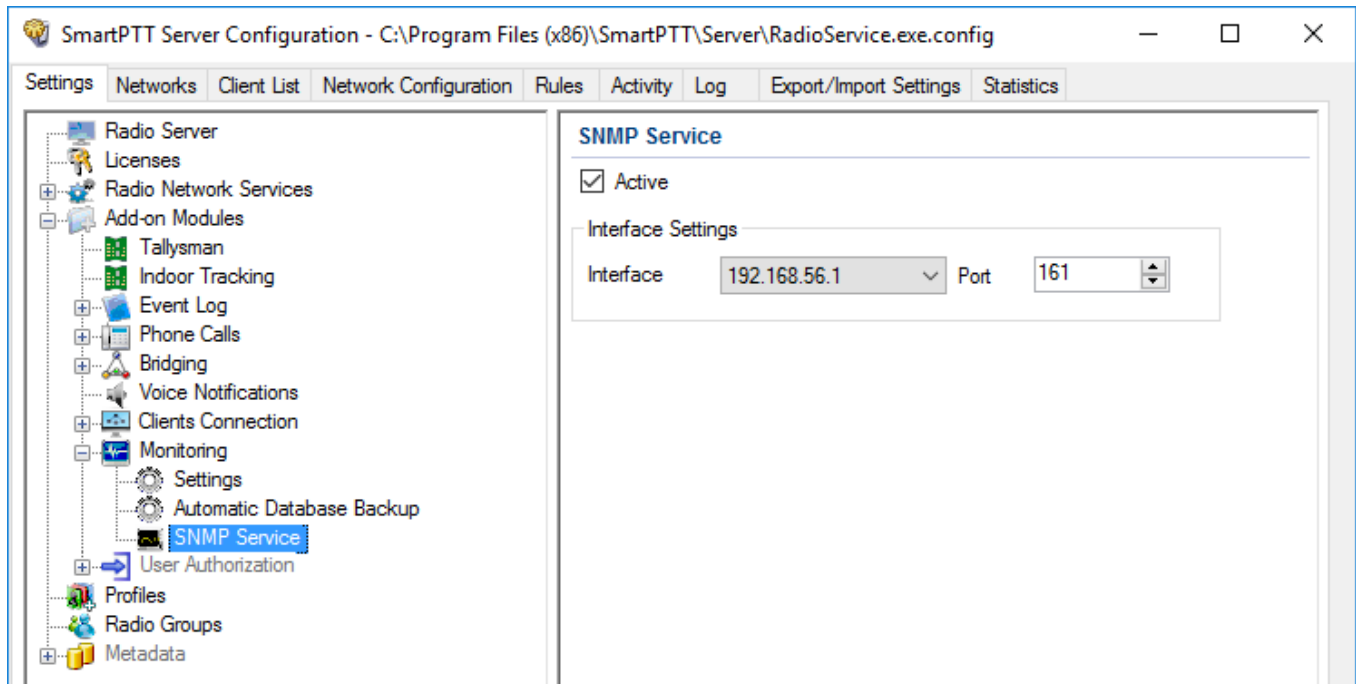 SmartPTT Server Configuration - C:\Program Files (x86)\SmartPTT\Server\RadioService.exe.config
Settings Networks Client List Network Configuration Rules Activity Log Export/Import Settings Statistics
Radio Server
Licenses
Radio Network Services
Add-on Modules
Tallysman
Indoor Tracking
Event Log
Phone Calls
Bridging
Voice Notifications
Clients Connection
Monitoring
Settings
Automatic Database Backup
SNMP Service
User Authorization
Profiles
Radio Groups
Metadata
SNMP Service
Active
Interface Settings
Interface 192.168.56.1 Port 161